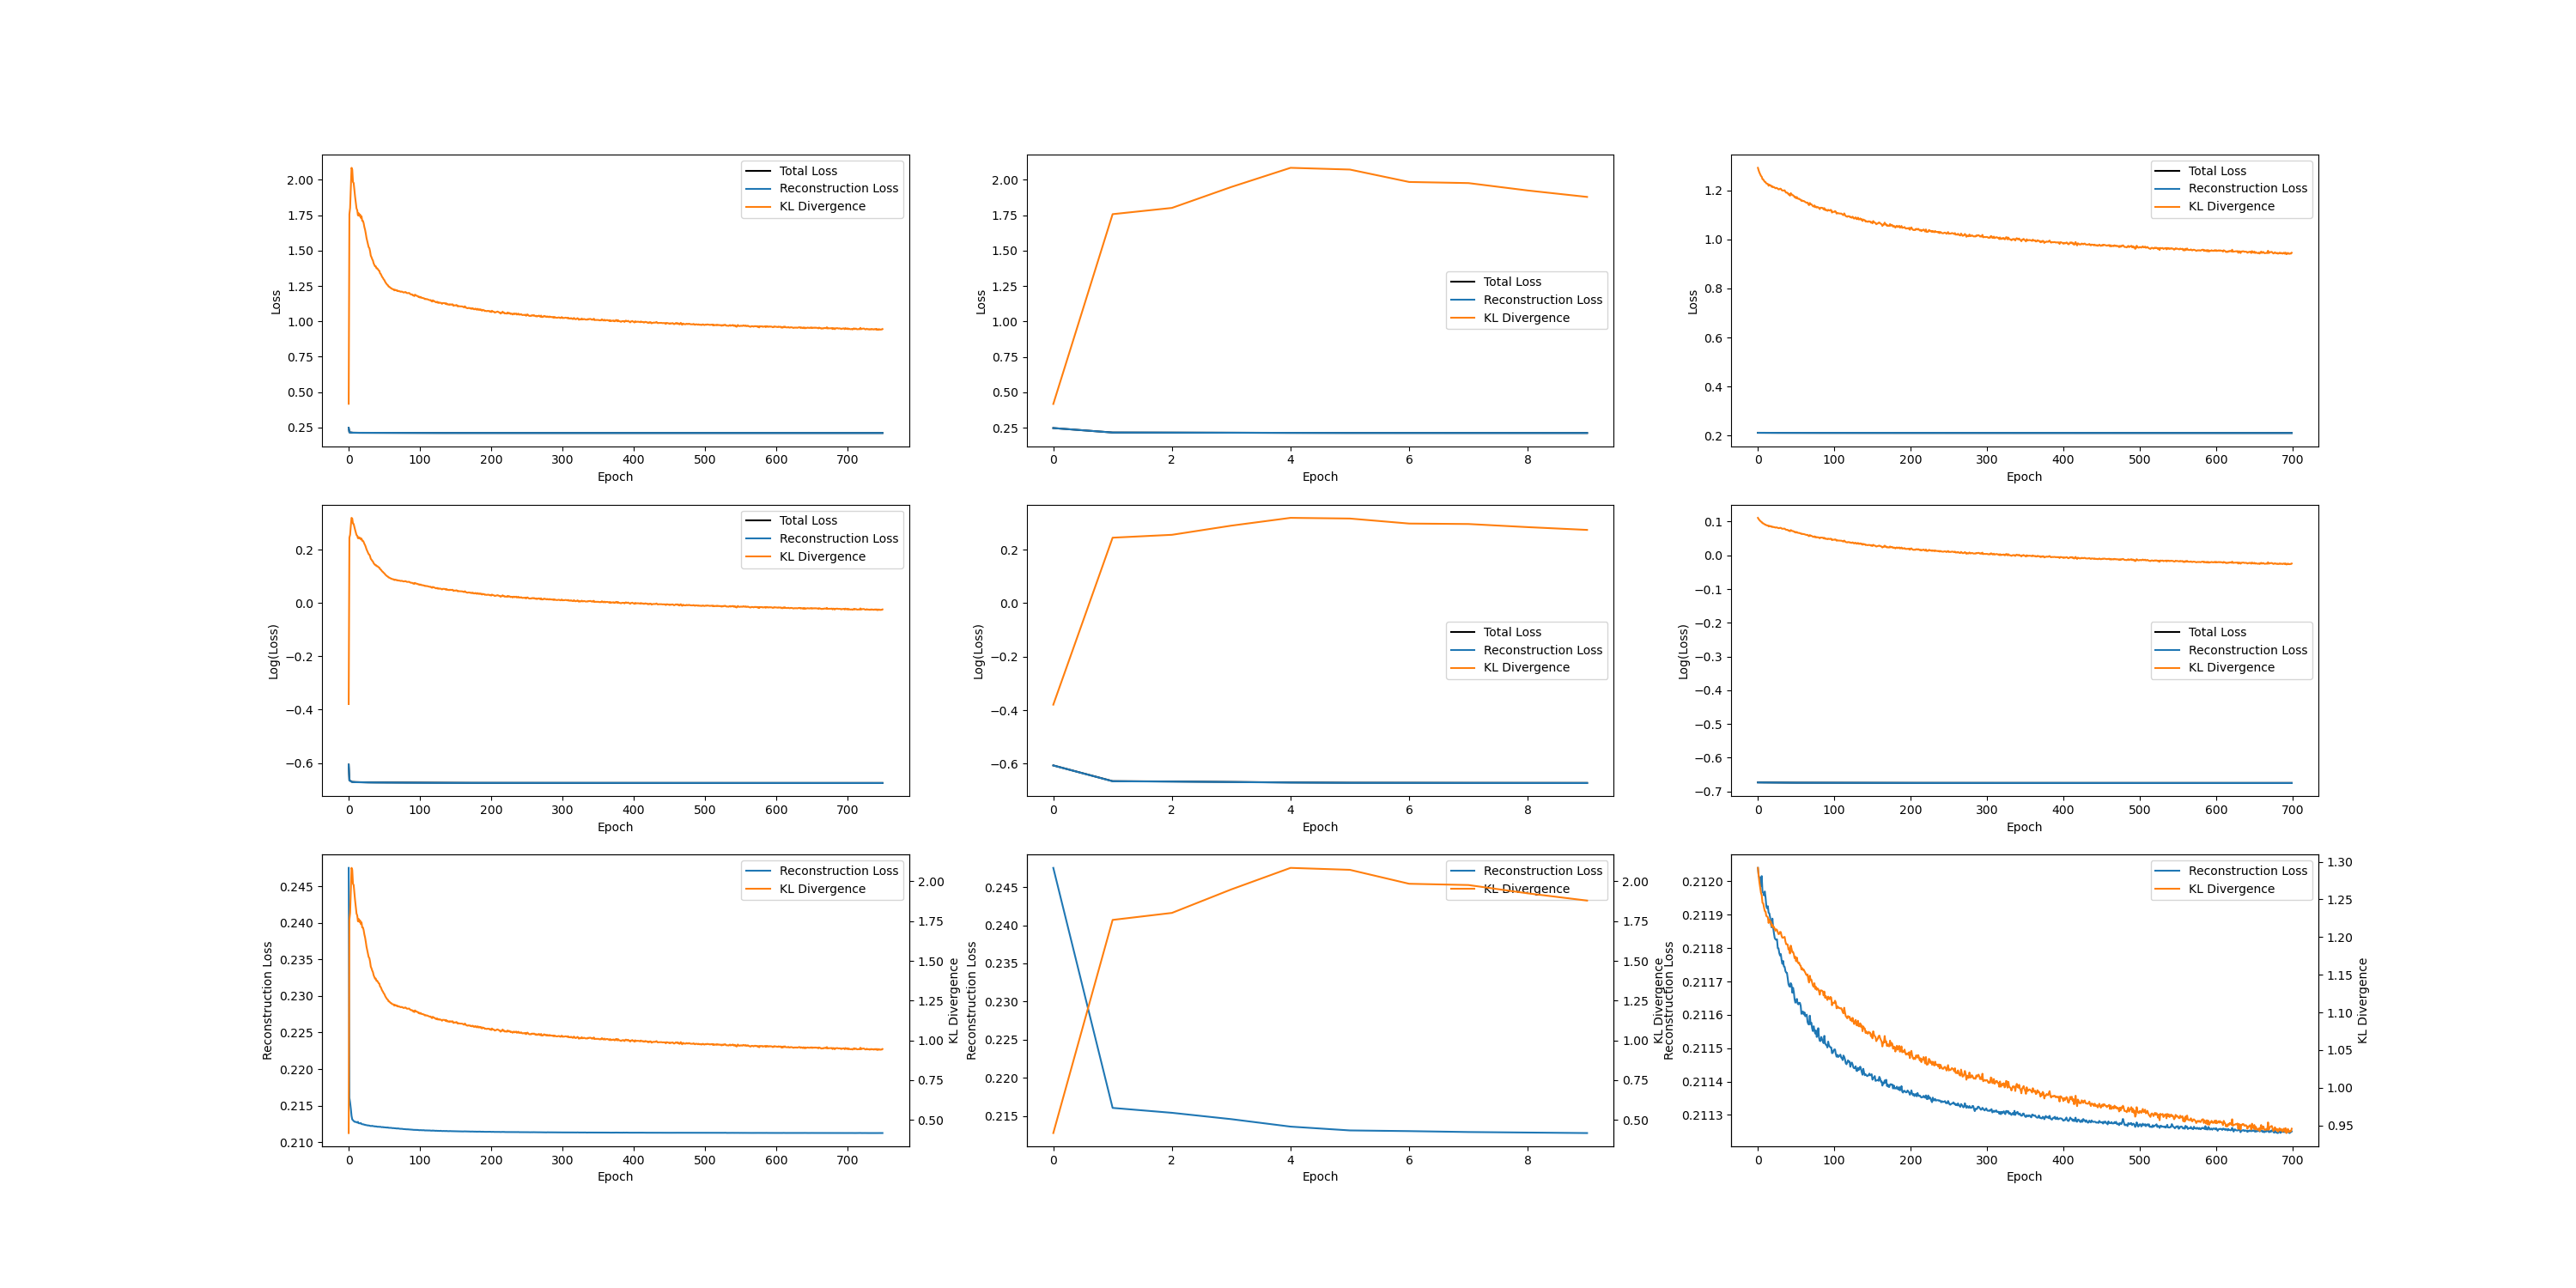 Loss
2.00
1.75
1.50
1.25
1.00
0.75
0.50
0.25
Total Loss
Reconstruction Loss
KL Divergence
0 100 200 300 400 500 600 700
Epoch
Loss
2.00
1.75
1.50
1.25
1.00
0.75
0.50
0.25
Total Loss
Reconstruction Loss
KL Divergence
0 2 4 6 8
Epoch
Loss
1.2
1.0
0.8
0.6
0.4
0.2
Total Loss
Reconstruction Loss
KL Divergence
0 100 200 300 400 500 600 700
Epoch
Log(Loss)
0.2
0.0
−0.2
−0.4
−0.6
Total Loss
Reconstruction Loss
KL Divergence
0 100 200 300 400 500 600 700
Epoch
Log(Loss)
0.2
0.0
−0.2
−0.4
−0.6
Total Loss
Reconstruction Loss
KL Divergence
0 2 4 6 8
Epoch
Log(Loss)
0.1
0.0
−0.1
−0.2
−0.3
−0.4
−0.5
−0.6
−0.7
Total Loss
Reconstruction Loss
KL Divergence
0 100 200 300 400 500 600 700
Epoch
Reconstruction Loss
0.245
0.240
0.235
0.230
0.225
0.220
0.215
0.210
Reconstruction Loss
KL Divergence
2.00
1.75
1.50
1.25
1.00
0.75
0.50
KL Divergence
0 100 200 300 400 500 600 700
Epoch
Reconstruction Loss
0.245
0.240
0.235
0.230
0.225
0.220
0.215
Reconstruction Loss
KL Divergence
2.00
1.75
1.50
1.25
1.00
0.75
0.50
KL Divergence
0 2 4 6 8
Epoch
Reconstruction Loss
0.2120
0.2119
0.2118
0.2117
0.2116
0.2115
0.2114
0.2113
Reconstruction Loss
KL Divergence
1.30
1.25
1.20
1.15
1.10
1.05
1.00
0.95
KL Divergence
0 100 200 300 400 500 600 700
Epoch